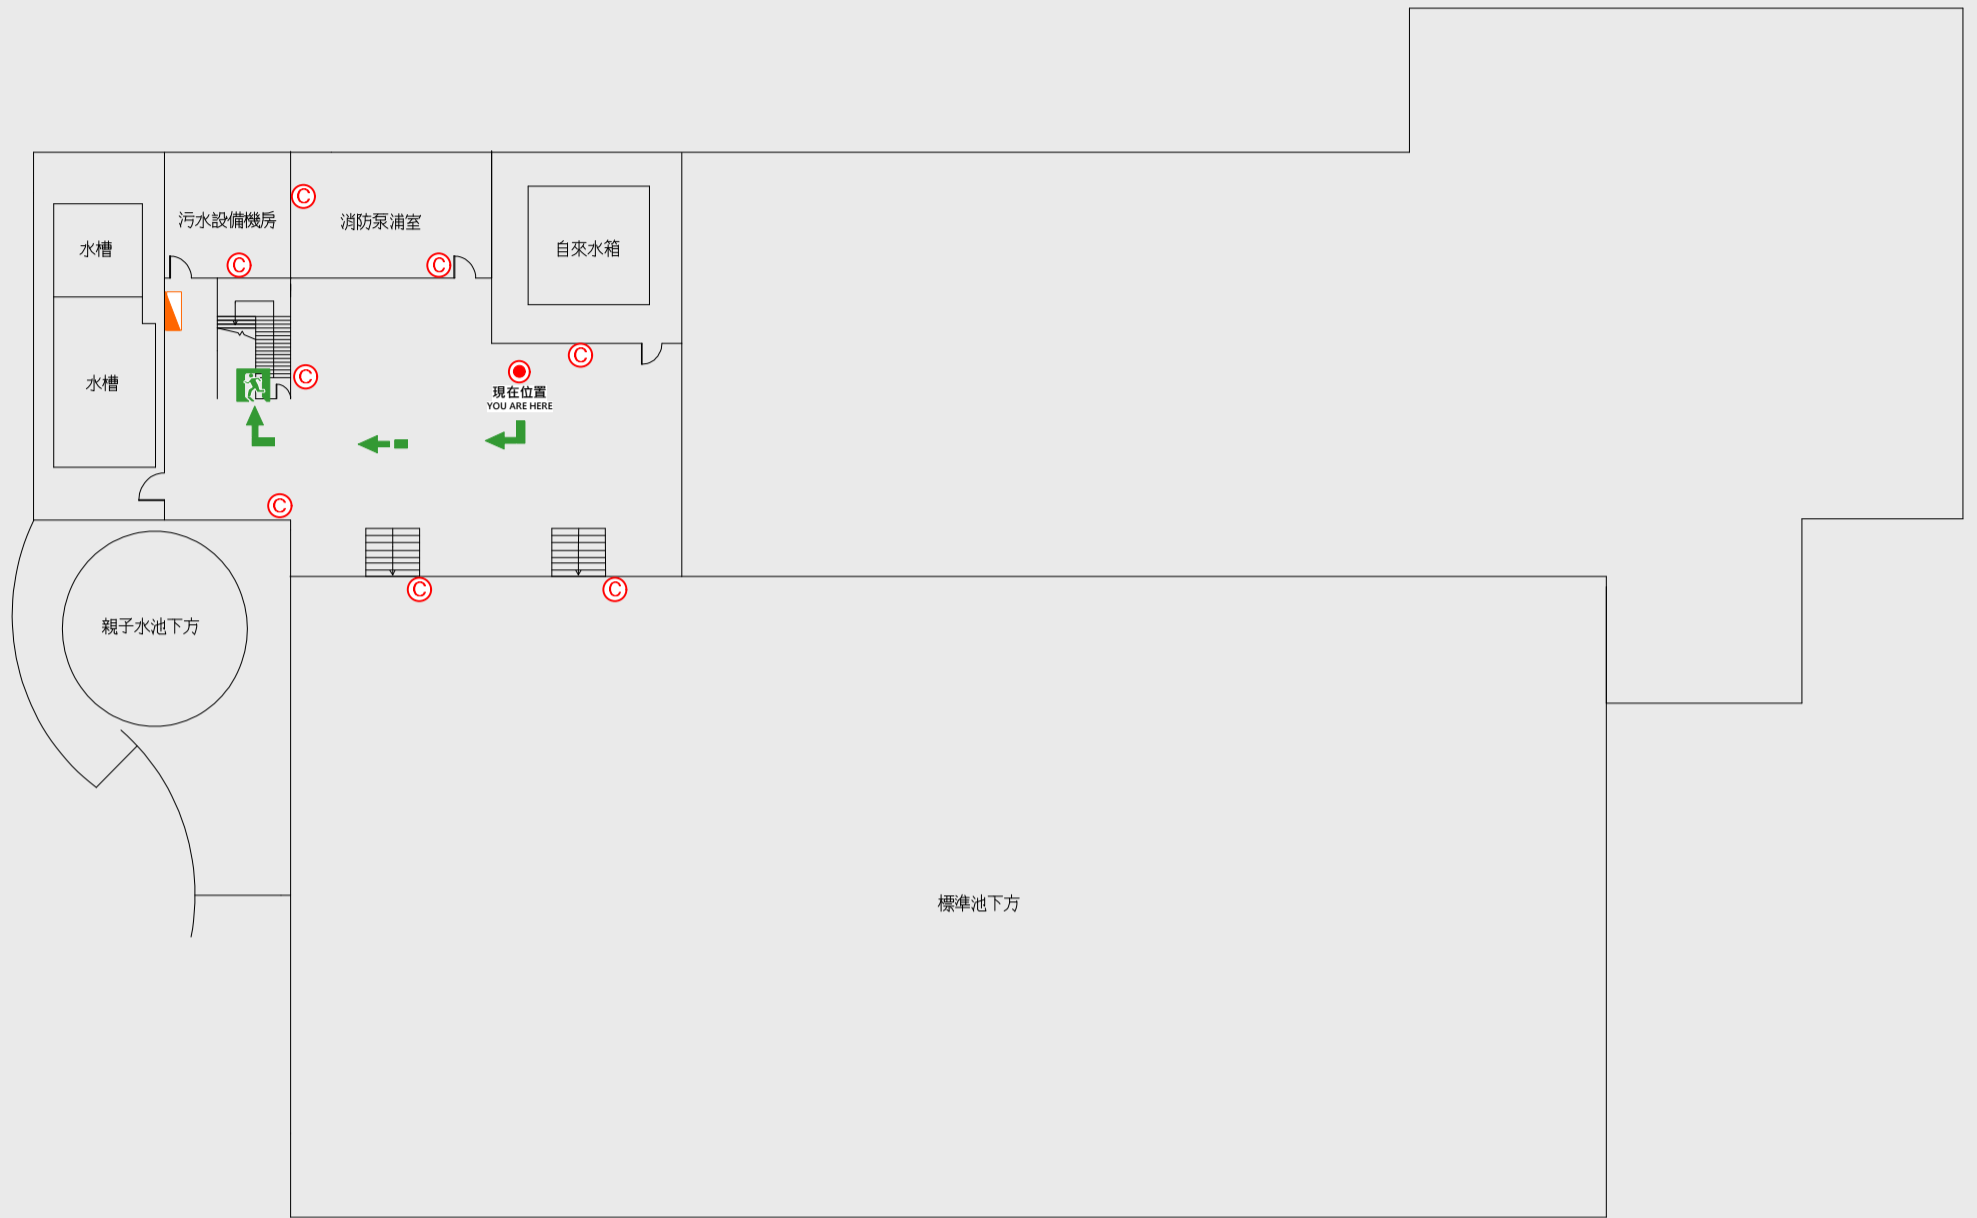 污水設備機房
消防泵浦室
水槽
自來水箱
水槽
現在位置
YOU ARE HERE
親子水池下方
標準池下方
Ⓒ
Ⓒ
Ⓒ
Ⓒ
Ⓒ
Ⓒ
Ⓒ
Ⓒ